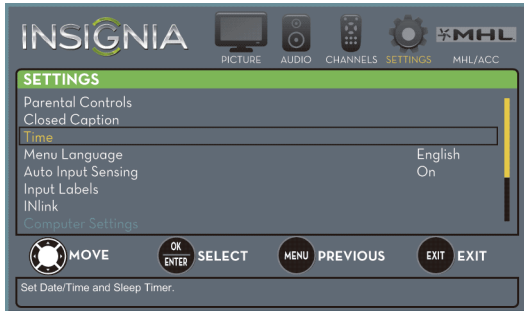 INSIGNIA
PICTURE AUDIO CHANNELS SETTINGS MHL MHL/ACC
SETTINGS
Parental Controls
Closed Caption
Time
Menu Language English
Auto Input Sensing On
Input Labels
INlink
Computer Settings
MOVE OK ENTER SELECT MENU PREVIOUS EXIT EXIT
Set Date/Time and Sleep Timer.